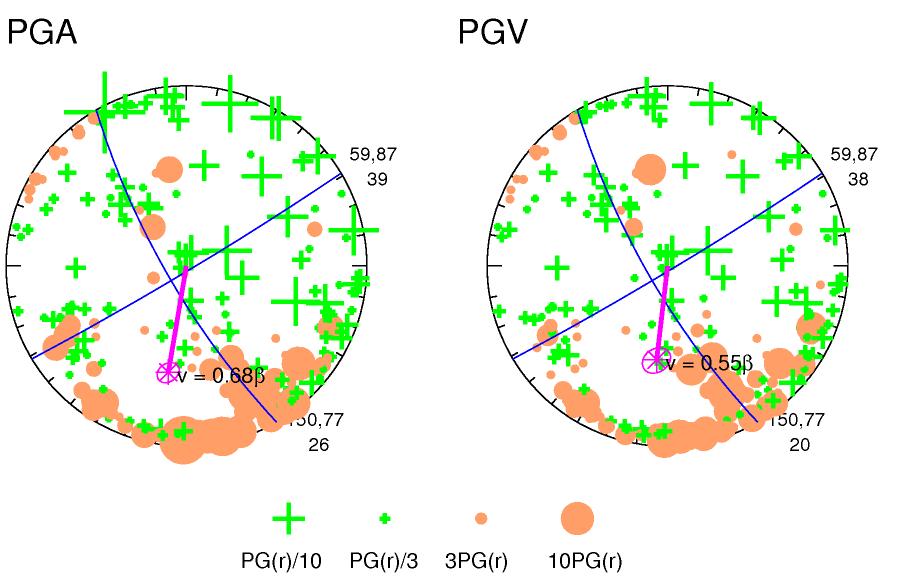 PGA
PGV
59,87
39
59,87
38
v = 0.68β
v = 0.55β
150,77
26
150,77
20
PG(r)/10 PG(r)/3 3PG(r) 10PG(r)